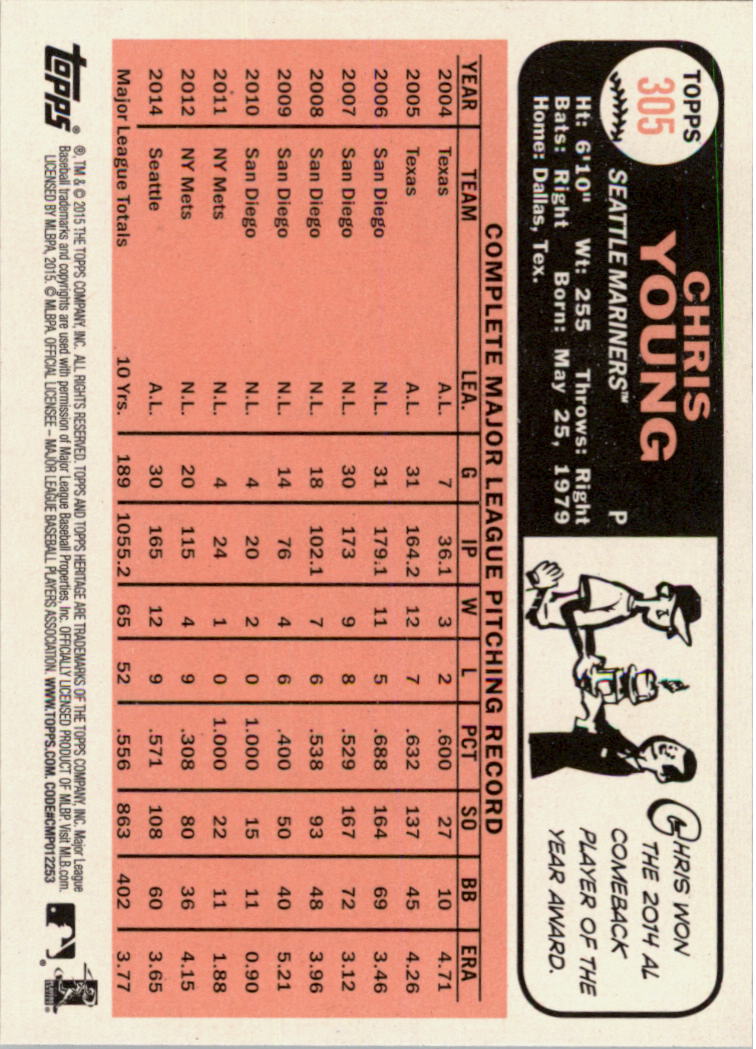 TOPPS
305
CHRIS
YOUNG
SEATTLE MARINERS™ P
Ht: 6'10" Wt: 255 Throws: Right
Bats: Right Born: May 25, 1979
Home: Dallas, Tex.
CHRIS WON
THE 2014 AL
COMEBACK
PLAYER OF THE
YEAR AWARD.
COMPLETE MAJOR LEAGUE PITCHING RECORD
YEAR TEAM LEA. G IP W L PCT SO BB ERA
2004 Texas A.L. 7 36.1 3 2 .600 27 10 4.71
2005 Texas A.L. 31 164.2 12 7 .632 137 45 4.26
2006 San Diego N.L. 31 179.1 11 5 .688 164 69 3.46
2007 San Diego N.L. 30 173 9 8 .529 167 72 3.12
2008 San Diego N.L. 18 102.1 7 6 .538 93 48 3.96
2009 San Diego N.L. 14 76 4 6 .400 50 40 5.21
2010 San Diego N.L. 4 20 2 0 1.000 15 11 0.90
2011 NY Mets N.L. 4 24 1 0 1.000 22 11 1.88
2012 NY Mets N.L. 20 115 4 9 .308 80 36 4.15
2014 Seattle A.L. 30 165 12 9 .571 108 60 3.65
Major League Totals 10 Yrs. 189 1055.2 65 52 .556 863 402 3.77
topps®
®, TM & © 2015 THE TOPPS COMPANY, INC. ALL RIGHTS RESERVED. TOPPS AND TOPPS HERITAGE ARE TRADEMARKS OF THE TOPPS COMPANY, INC. Major League
Baseball trademarks and copyrights are used with permission of Major League Baseball Properties, Inc. OFFICIALLY LICENSED PRODUCT OF MLBP. Visit MLB.com.
LICENSED BY MLBPA, 2015. © MLBPA. OFFICIAL LICENSEE – MAJOR LEAGUE BASEBALL PLAYERS ASSOCIATION. WWW.TOPPS.COM. CODE#CMP012253